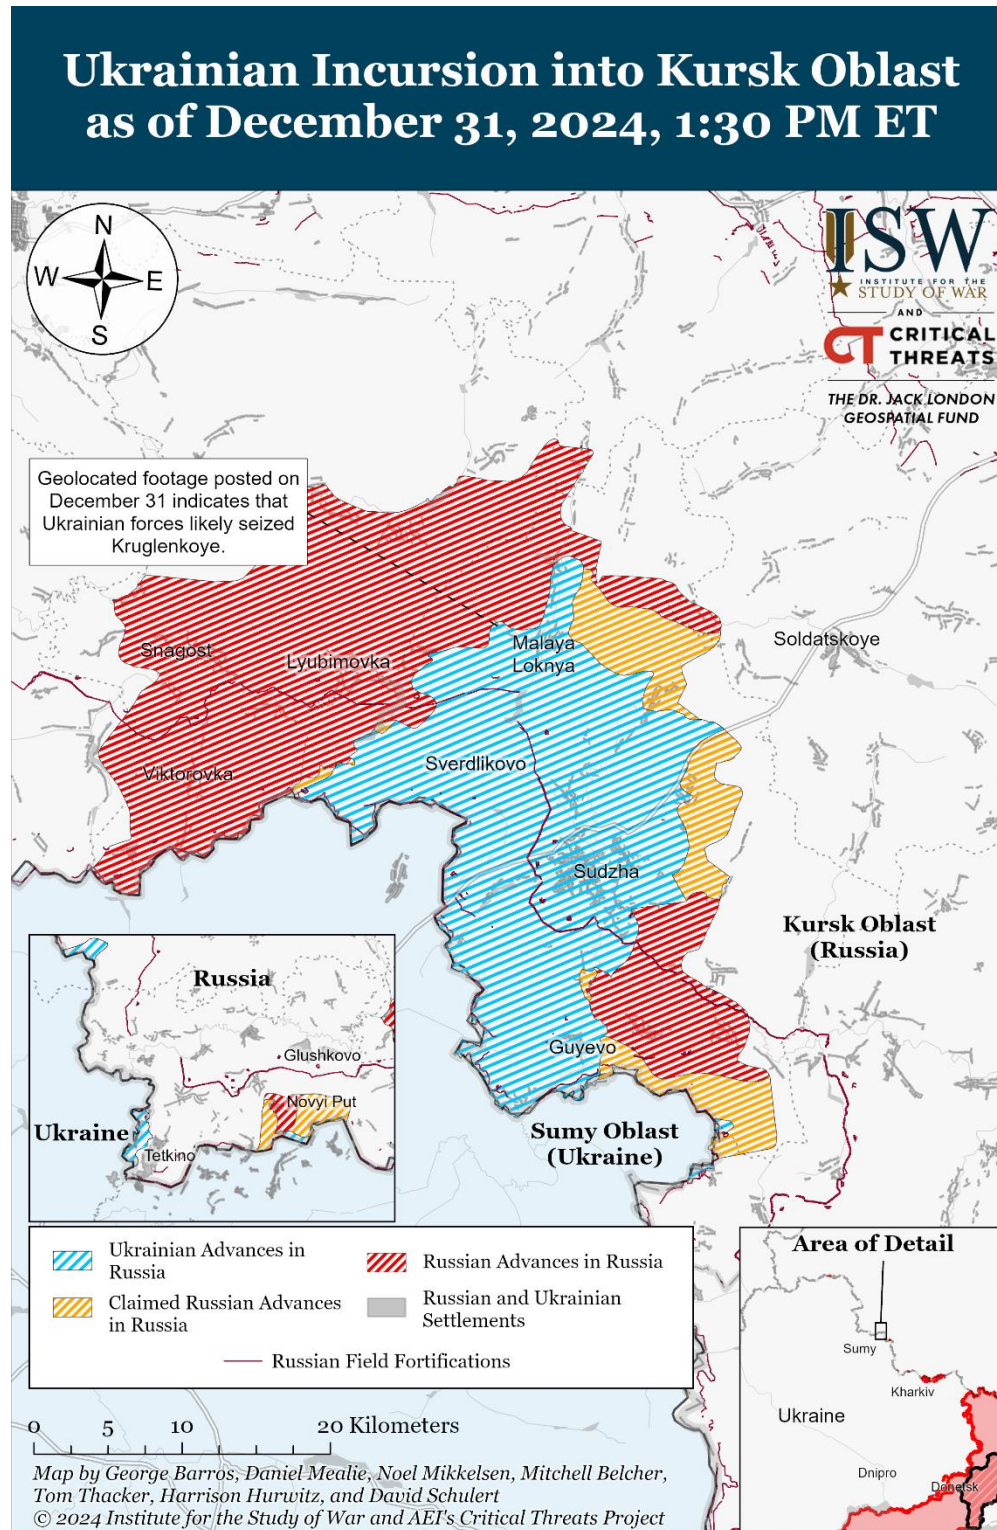 Ukrainian Incursion into Kursk Oblast
as of December 31, 2024, 1:30 PM ET
N
W
E
S
ISW
INSTITUTE FOR THE
STUDY OF WAR
AND
CT CRITICAL
THREATS
THE DR. JACK LONDON
GEOSPATIAL FUND
Geolocated footage posted on
December 31 indicates that
Ukrainian forces likely seized
Kruglenkoye.
Snagost
Lyubimovka
Malaya
Loknya
Soldatskoye
Viktorovka
Sverdlikovo
Sudzha
Kursk Oblast
(Russia)
Guyevo
Sumy Oblast
(Ukraine)
Russia
Glushkovo
Novyi Put
Ukraine
Tetkino
Ukrainian Advances in
Russia
Russian Advances in Russia
Claimed Russian Advances
in Russia
Russian and Ukrainian
Settlements
Russian Field Fortifications
Area of Detail
Sumy
Kharkiv
Ukraine
Dnipro
Donetsk
0 5 10 20 Kilometers
Map by George Barros, Daniel Mealie, Noel Mikkelsen, Mitchell Belcher,
Tom Thacker, Harrison Hurwitz, and David Schulert
© 2024 Institute for the Study of War and AEI's Critical Threats Project